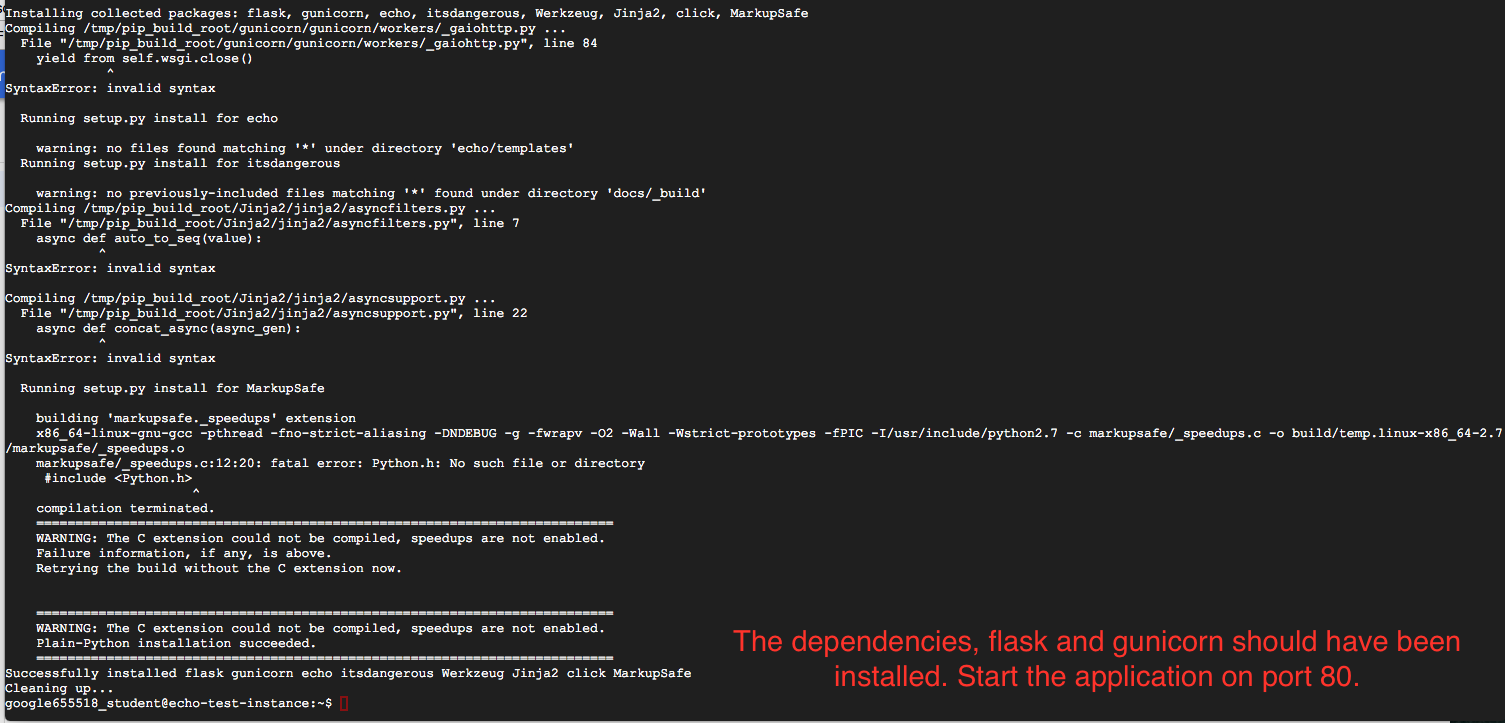 Installing collected packages: flask, gunicorn, echo, itsdangerous, Werkzeug, Jinja2, click, MarkupSafe
Compiling /tmp/pip_build_root/gunicorn/gunicorn/workers/_gaiohttp.py ...
File "/tmp/pip_build_root/gunicorn/gunicorn/workers/_gaiohttp.py", line 84
yield from self.wsgi.close()
^
SyntaxError: invalid syntax
Running setup.py install for echo
warning: no files found matching '*' under directory 'echo/templates'
Running setup.py install for itsdangerous
warning: no previously-included files matching '*' found under directory 'docs/_build'
Compiling /tmp/pip_build_root/Jinja2/jinja2/asyncfilters.py ...
File "/tmp/pip_build_root/Jinja2/jinja2/asyncfilters.py", line 7
async def auto_to_seq(value):
^
SyntaxError: invalid syntax
Compiling /tmp/pip_build_root/Jinja2/jinja2/asyncsupport.py ...
File "/tmp/pip_build_root/Jinja2/jinja2/asyncsupport.py", line 22
async def concat_async(async_gen):
^
SyntaxError: invalid syntax
Running setup.py install for MarkupSafe
building 'markupsafe._speedups' extension
x86_64-linux-gnu-gcc -pthread -fno-strict-aliasing -DNDEBUG -g -fwrapv -O2 -Wall -Wstrict-prototypes -fPIC -I/usr/include/python2.7 -c markupsafe/_speedups.c -o build/temp.linux-x86_64-2.7
/markupsafe/_speedups.o
markupsafe/_speedups.c:12:20: fatal error: Python.h: No such file or directory
#include <Python.h>
^
compilation terminated.
==========================================================================
WARNING: The C extension could not be compiled, speedups are not enabled.
Failure information, if any, is above.
Retrying the build without the C extension now.
==========================================================================
WARNING: The C extension could not be compiled, speedups are not enabled.
Plain-Python installation succeeded.
==========================================================================
Successfully installed flask gunicorn echo itsdangerous Werkzeug Jinja2 click MarkupSafe
Cleaning up...
google655518_student@echo-test-instance:~$
The dependencies, flask and gunicorn should have been
installed. Start the application on port 80.